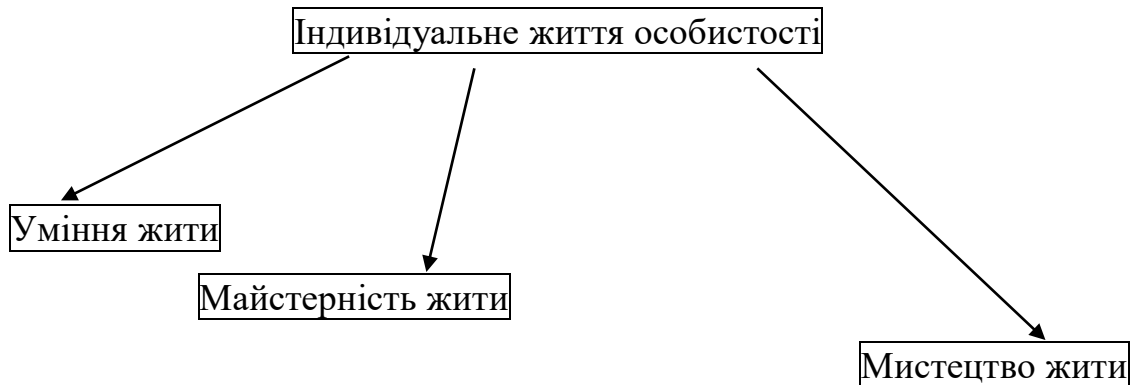 Індивідуальне життя особистості
Уміння жити
Майстерність жити
Мистецтво жити